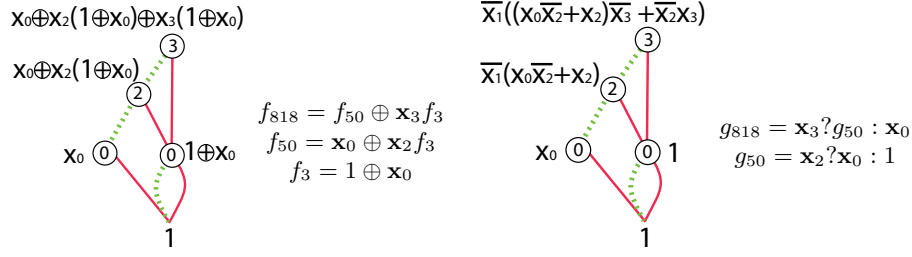 x₀⊕x₂(1⊕x₀)⊕x₃(1⊕x₀)
3
x₀⊕x₂(1⊕x₀)
2
x₀ 0
0 1⊕x₀
1
f₈₁₈ = f₅₀ ⊕ x₃f₃
f₅₀ = x₀ ⊕ x₂f₃
f₃ = 1 ⊕ x₀
x̅₁((x₀x̅₂+x₂)x̅₃ +x̅₂x₃)
3
x̅₁(x₀x̅₂+x₂)
2
x₀ 0
0 1
1
g₈₁₈ = x₃?g₅₀ : x₀
g₅₀ = x₂?x₀ : 1